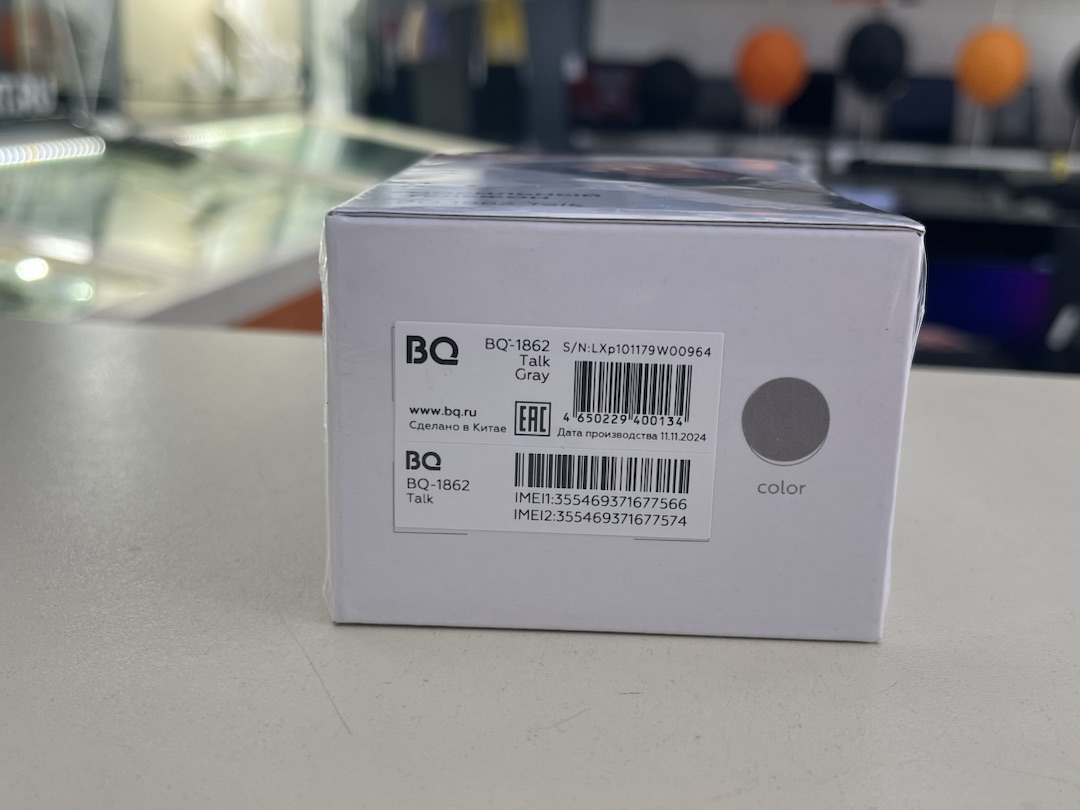 Talk
BQ
BQ-1862
Talk
Gray
S/N:LXp101179W00964
4 650229 400134
www.bq.ru
Сделано в Китае
EAC
Дата производства 11.11.2024
BQ
BQ-1862
Talk
IMEI1:355469371677566
IMEI2:355469371677574
color